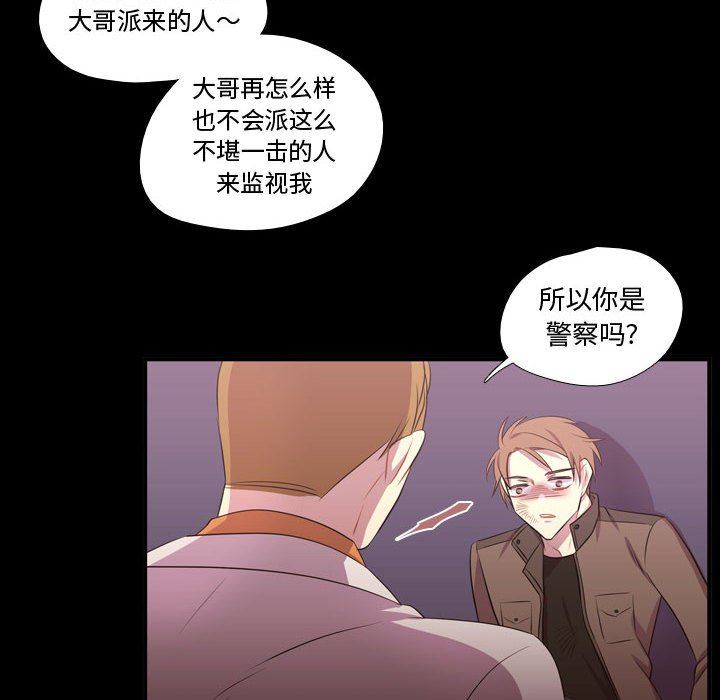 大哥派来的人～
大哥再怎么样
也不会派这么
不堪一击的人
来监视我
所以你是
警察吗?